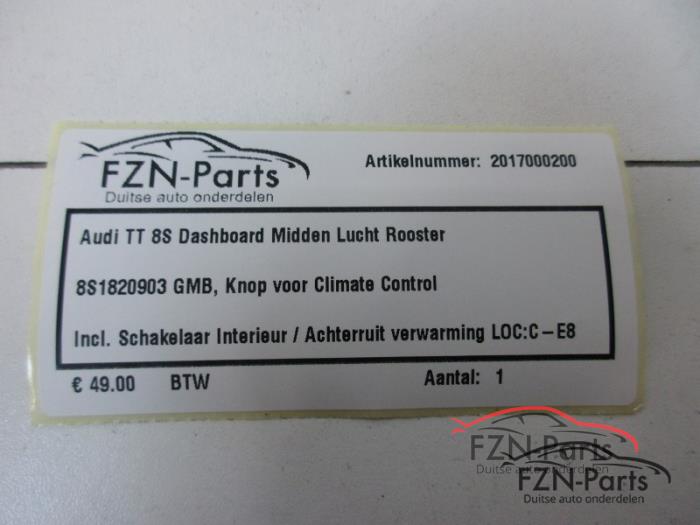 FZN-Parts
Duitse auto onderdelen
Artikelnummer: 2017000200
Audi TT 8S Dashboard Midden Lucht Rooster
8S1820903 GMB, Knop voor Climate Control
Incl. Schakelaar Interieur / Achterruit verwarming LOC:C-E8
€ 49.00 BTW Aantal: 1
FZN-Parts
Duitse auto onderdelen
FZN-Parts
Duitse auto onderdelen